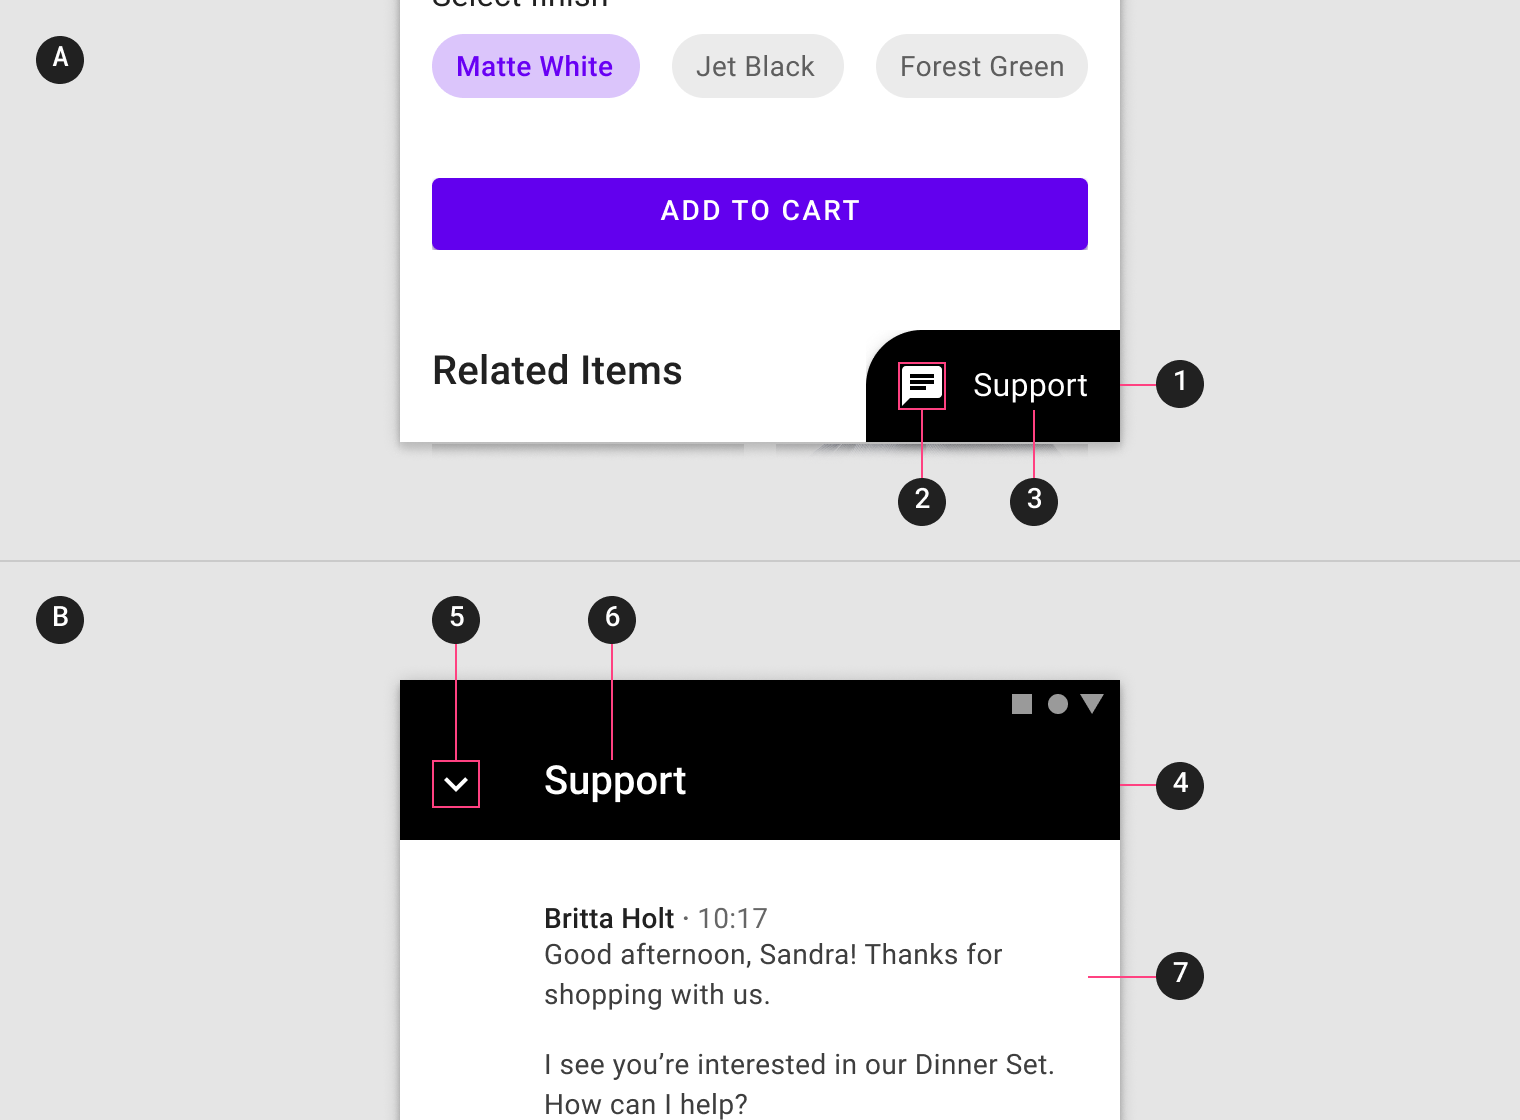 Select finish
A
Matte White Jet Black Forest Green
ADD TO CART
Related Items
Support
1
2 3
B
5 6
Support
4
Britta Holt · 10:17
Good afternoon, Sandra! Thanks for
shopping with us.
7
I see you’re interested in our Dinner Set.
How can I help?